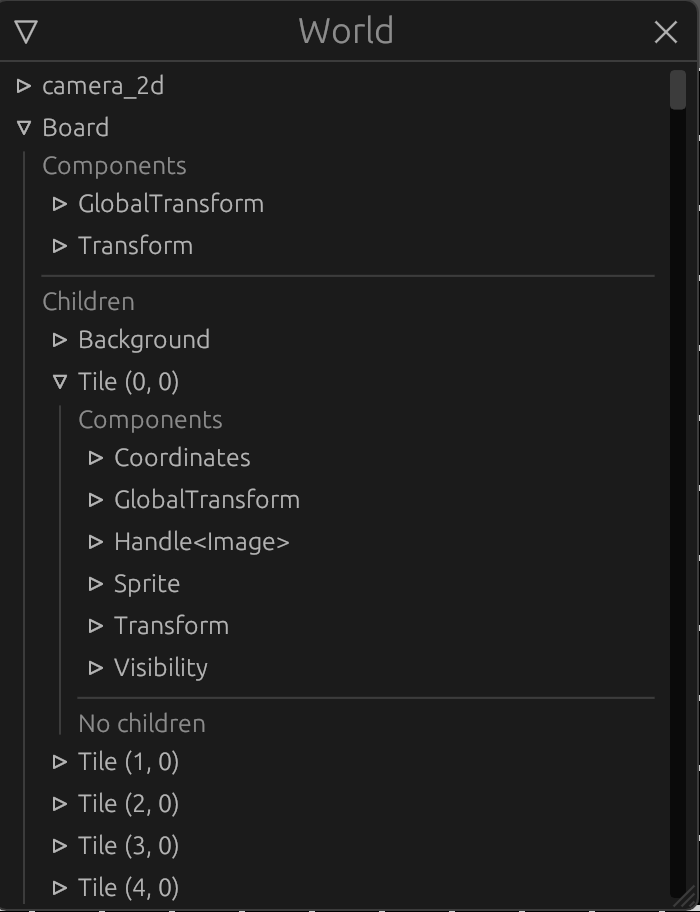 World
camera_2d
Board
Components
GlobalTransform
Transform
Children
Background
Tile (0, 0)
Components
Coordinates
GlobalTransform
Handle<Image>
Sprite
Transform
Visibility
No children
Tile (1, 0)
Tile (2, 0)
Tile (3, 0)
Tile (4, 0)